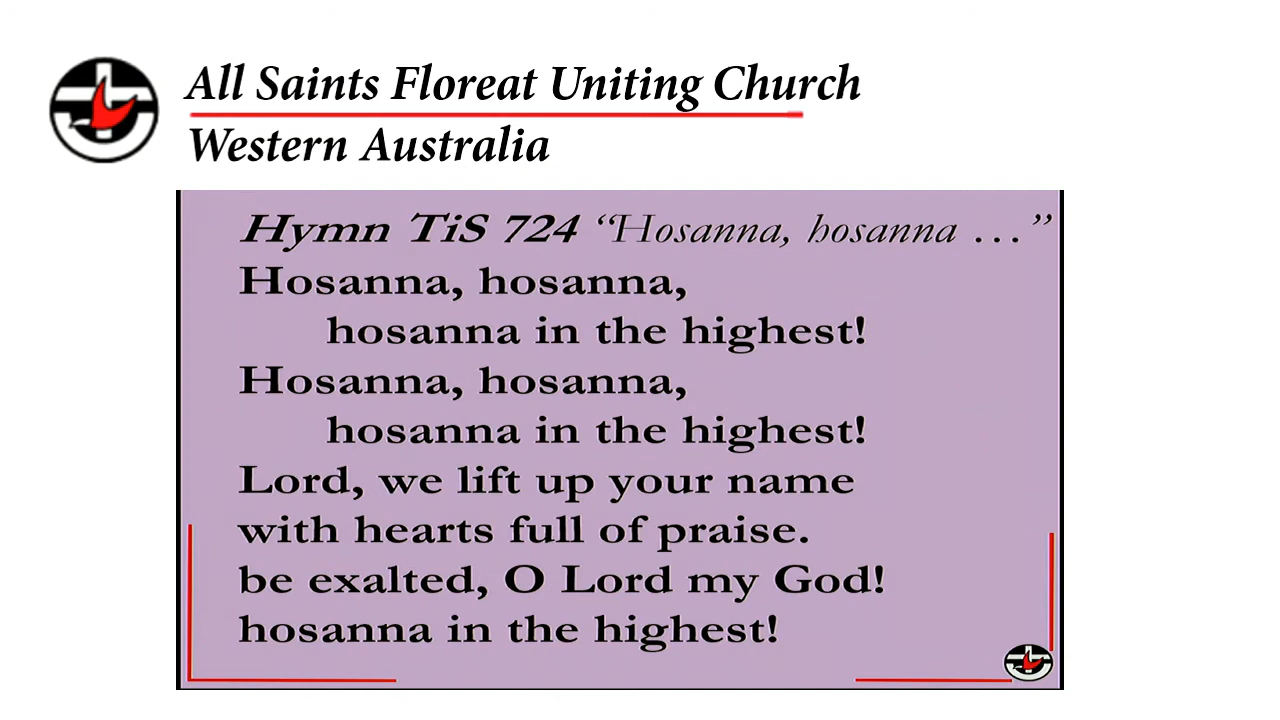 All Saints Floreat Uniting Church
Western Australia
Hymn TiS 724 “Hosanna, hosanna …”
Hosanna, hosanna,
hosanna in the highest!
Hosanna, hosanna,
hosanna in the highest!
Lord, we lift up your name
with hearts full of praise.
be exalted, O Lord my God!
hosanna in the highest!